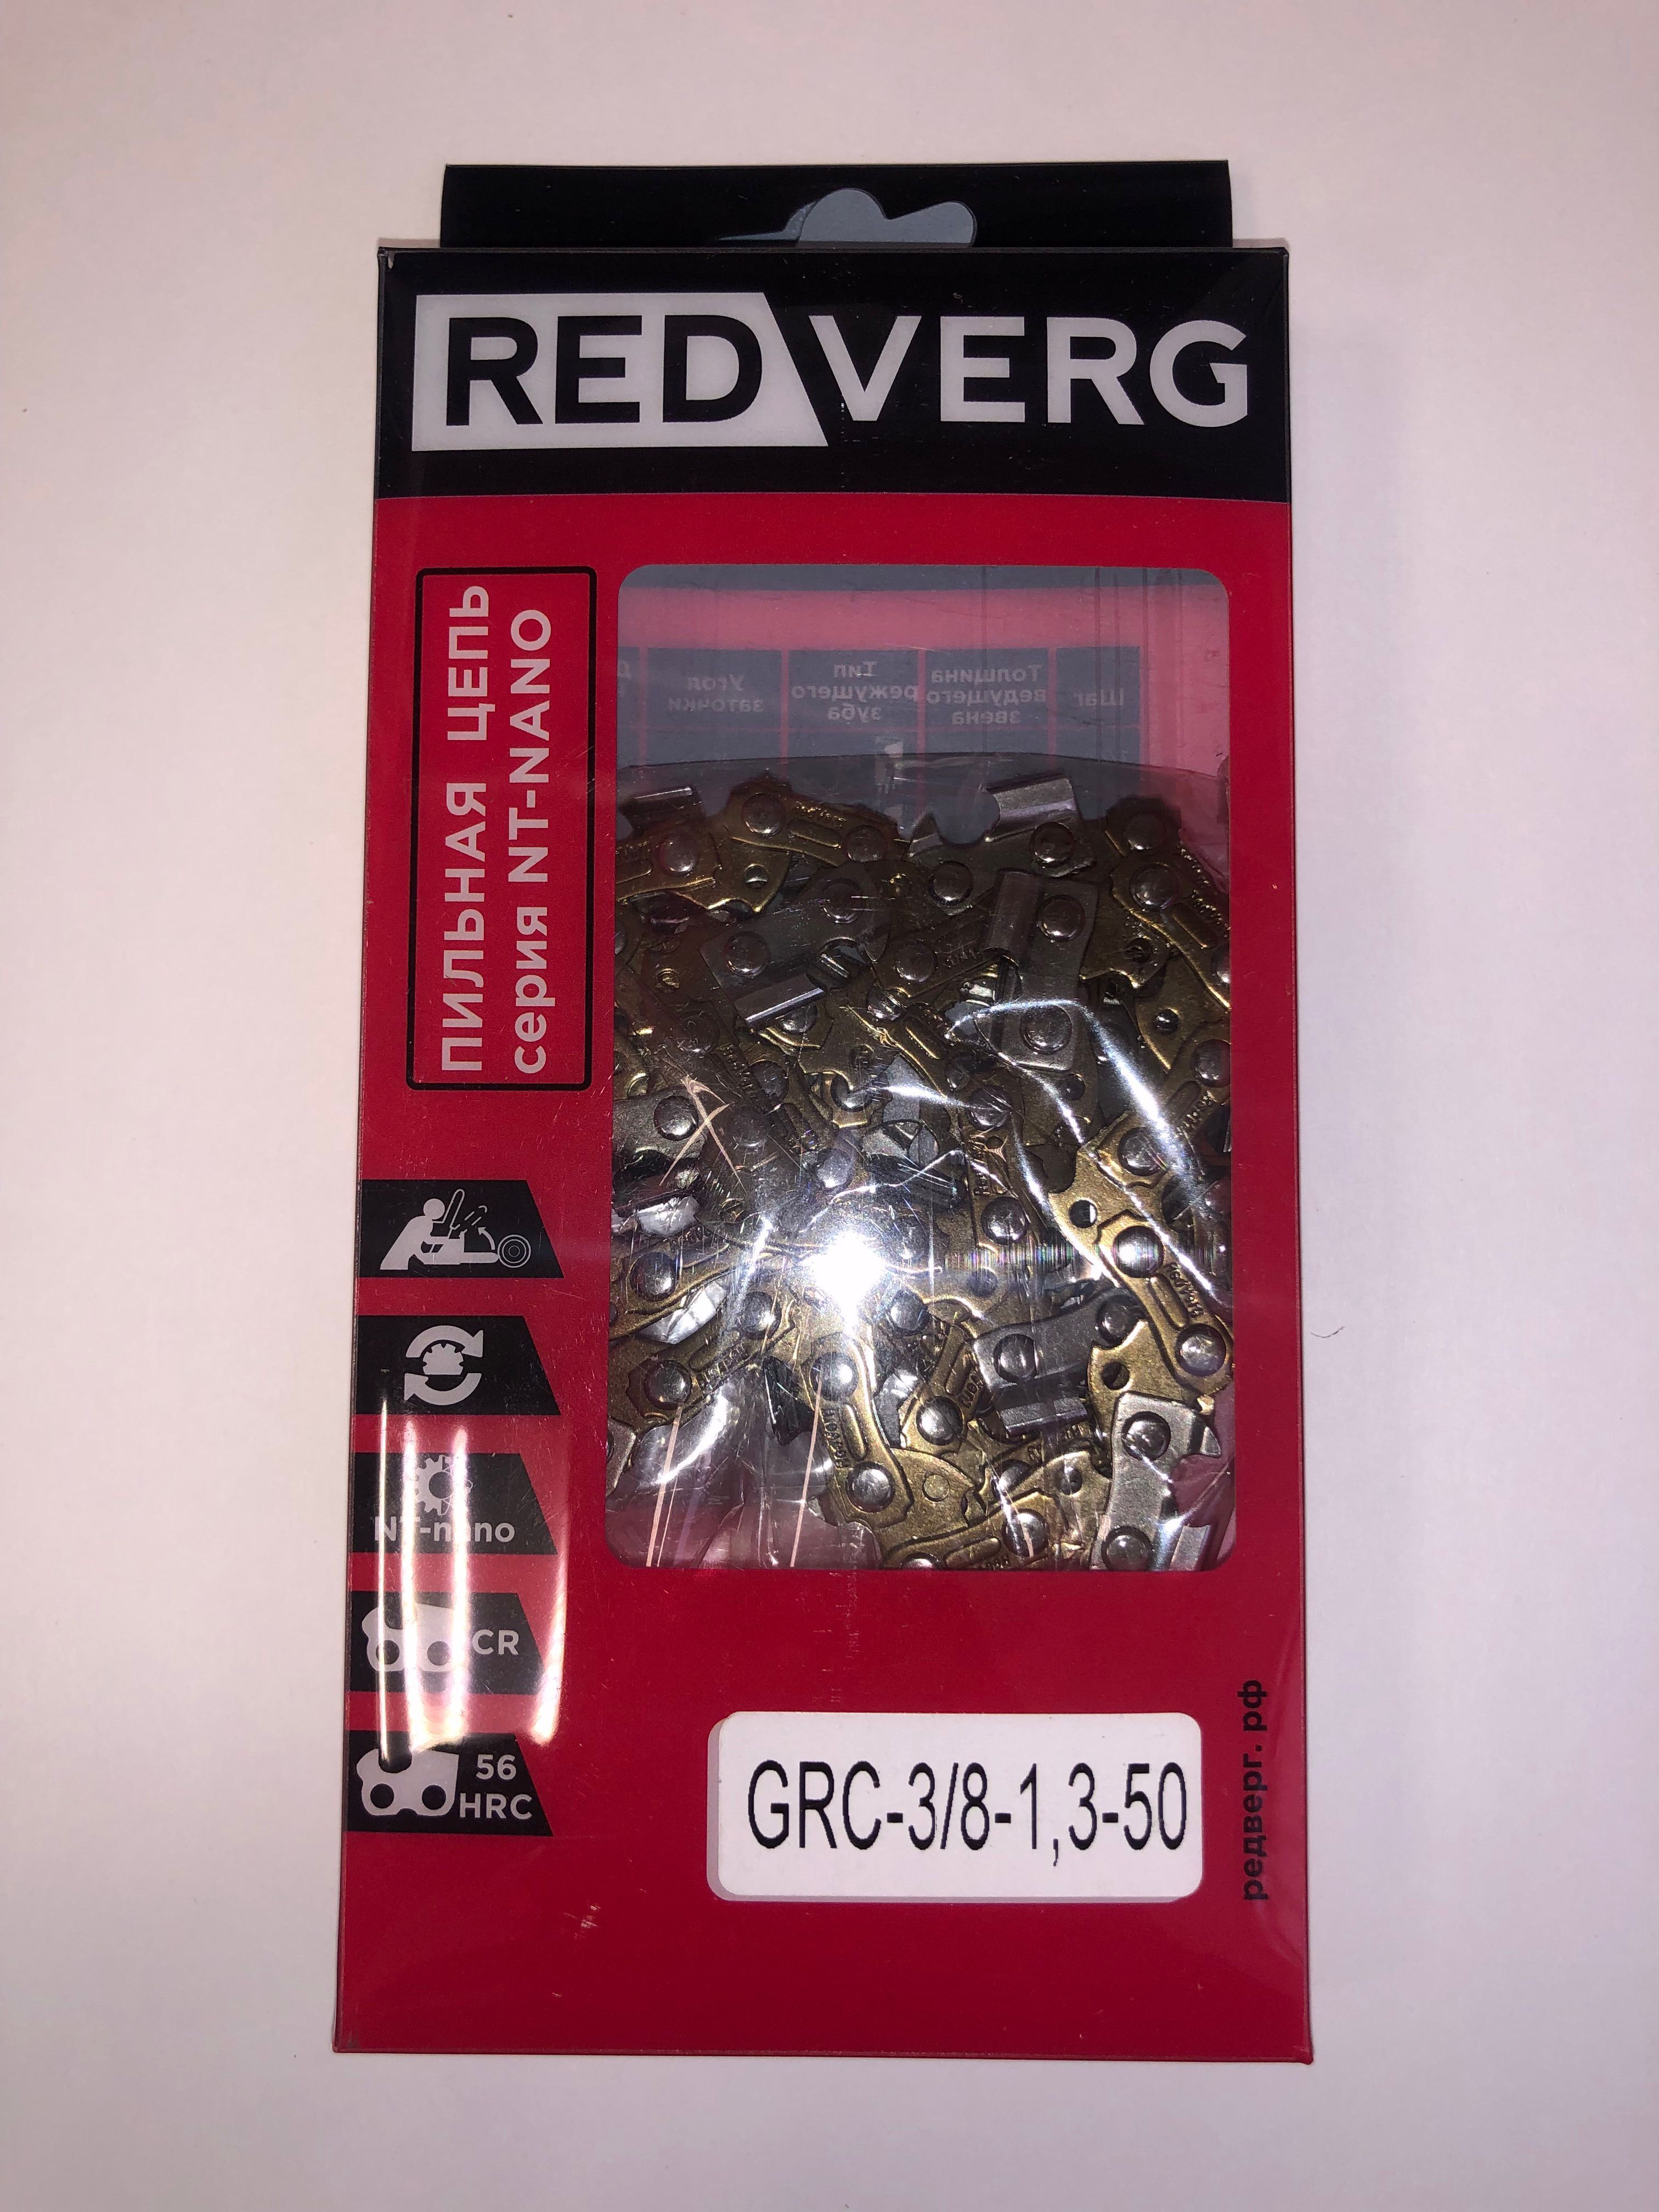 REDVERG
ПИЛЬНАЯ ЦЕПЬ
серия NT-NANO
Шаг
Толщина
ведущего
звена
Тип
режущего
зуба
Угол
заточки
NT-nano
CR
56
HRC
GRC-3/8-1,3-50
редверг.рф